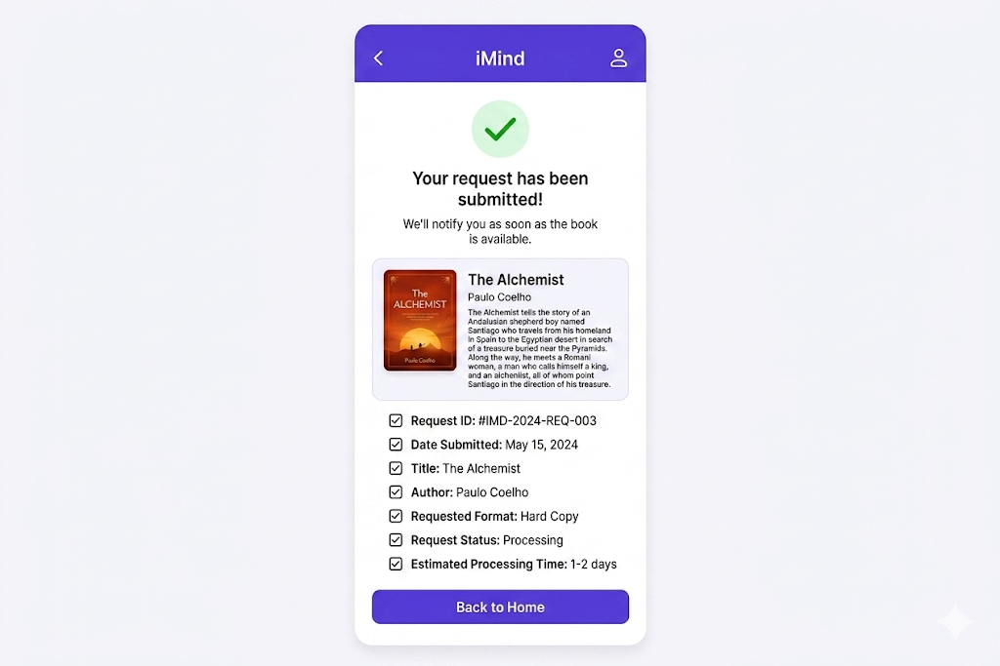 iMind
Your request has been
submitted!
We'll notify you as soon as the book
is available.
The
ALCHEMIST
Paulo Coelho
The Alchemist
Paulo Coelho
The Alchemist tells the story of an
Andalusian shepherd boy named
Santiago who travels from his homeland
In Spain to the Egyptian desert in search
of a treasure buried near the Pyramids.
Along the way, he meets a Romani
woman, a man who calls himself a king,
and an alcheniist, all of whom point
Santiago in the direction of his treasure.
Request ID: #IMD-2024-REQ-003
Date Submitted: May 15, 2024
Title: The Alchemist
Author: Paulo Coelho
Requested Format: Hard Copy
Request Status: Processing
Estimated Processing Time: 1-2 days
Back to Home